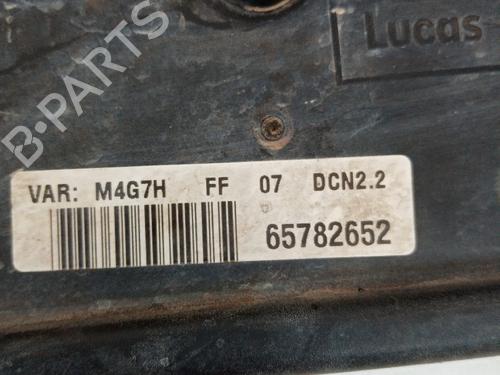 B-PARTS
Lucas
VAR: M4G7H FF 07 DCN2.2
65782652